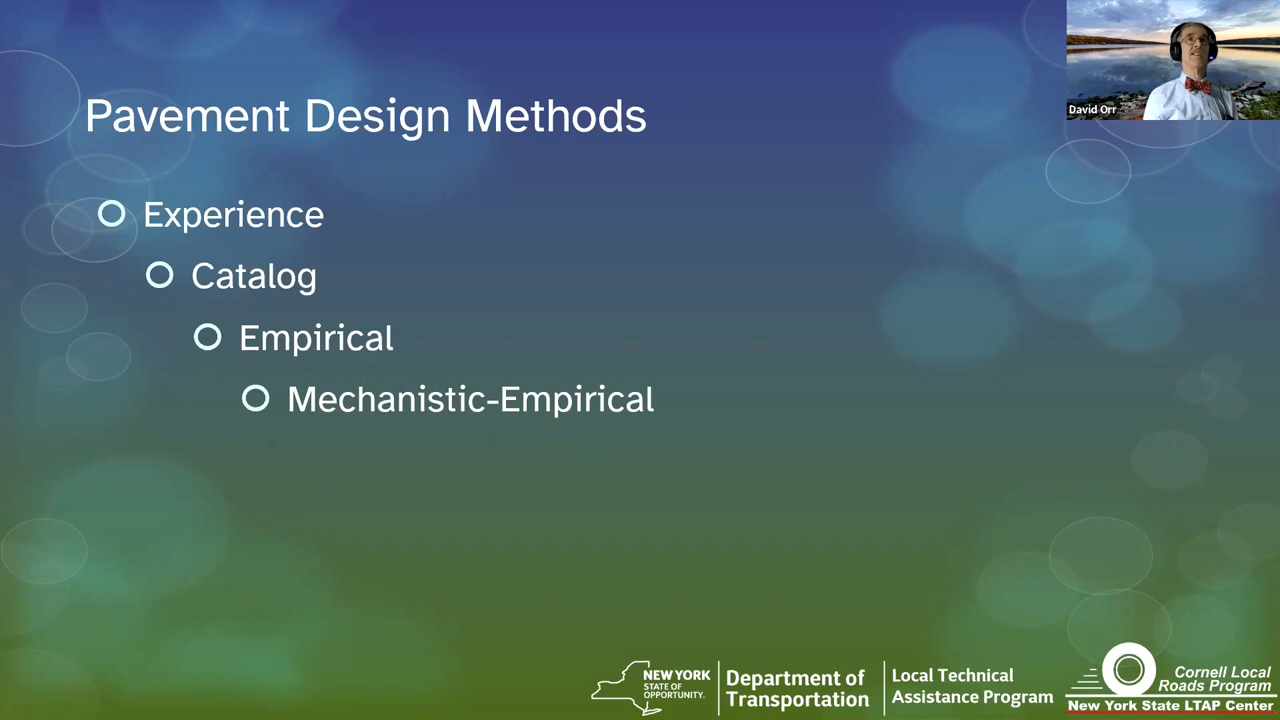 David Orr
Pavement Design Methods
Experience
Catalog
Empirical
Mechanistic-Empirical
NEW YORK
STATE OF
OPPORTUNITY.
Department of
Transportation
Local Technical
Assistance Program
Cornell Local
Roads Program
New York State LTAP Center